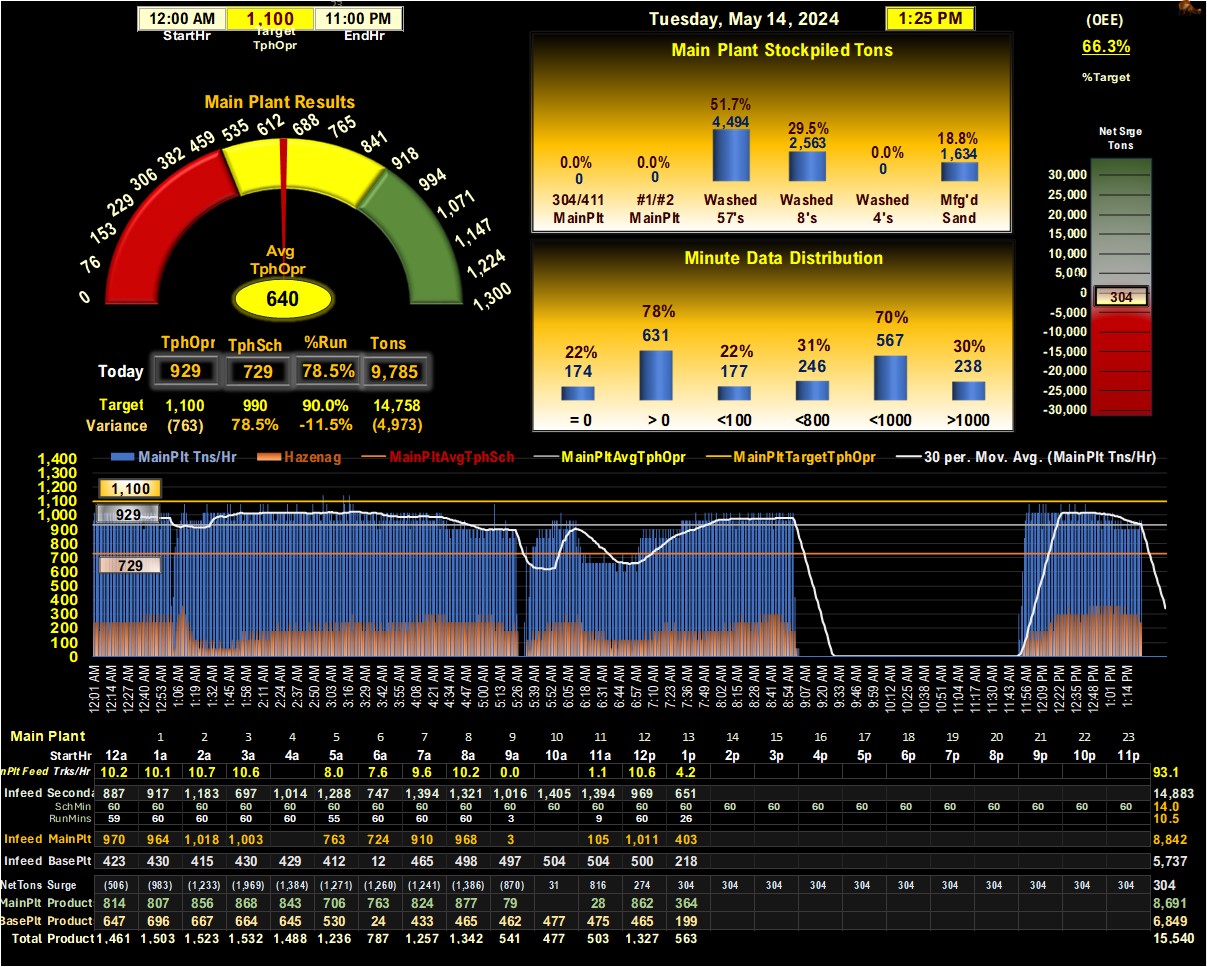 12:00 AM 1,100 11:00 PM
StartHr Target EndHr
TphOpr
Tuesday, May 14, 2024 1:25 PM
(OEE)
66.3%
%Target
Main Plant Results
0 76 153 229 306 382 459 535 612 688 765 841 918 994 1,071 1,147 1,224 1,300
Avg
TphOpr
640
TphOpr TphSch %Run Tons
Today 929 729 78.5% 9,785
Target 1,100 990 90.0% 14,758
Variance (763) 78.5% -11.5% (4,973)
Main Plant Stockpiled Tons
0.0% 0.0% 51.7% 29.5% 0.0% 18.8%
0 0 4,494 2,563 0 1,634
304/411 #1/#2 Washed Washed Washed Mfg'd
MainPlt MainPlt 57's 8's 4's Sand
Minute Data Distribution
22% 78% 22% 31% 70% 30%
174 631 177 246 567 238
= 0 > 0 <100 <800 <1000 >1000
Net Srge
Tons
30,000
25,000
20,000
15,000
10,000
5,000
0
304
-5,000
-10,000
-15,000
-20,000
-25,000
-30,000
MainPlt Tns/Hr Hazenag MainPltAvgTphSch MainPltAvgTphOpr MainPltTargetTphOpr 30 per. Mov. Avg. (MainPlt Tns/Hr)
1,400
1,300
1,200
1,100
1,000
900
800
700
600
500
400
300
200
100
0
1,100
929
729
12:01 AM 12:14 AM 12:27 AM 12:40 AM 12:53 AM 1:06 AM 1:19 AM 1:32 AM 1:45 AM 1:58 AM 2:11 AM 2:24 AM 2:37 AM 2:50 AM 3:03 AM 3:16 AM 3:29 AM 3:42 AM 3:55 AM 4:08 AM 4:21 AM 4:34 AM 4:47 AM 5:00 AM 5:13 AM 5:26 AM 5:39 AM 5:52 AM 6:05 AM 6:18 AM 6:31 AM 6:44 AM 6:57 AM 7:10 AM 7:23 AM 7:36 AM 7:49 AM 8:02 AM 8:15 AM 8:28 AM 8:41 AM 8:54 AM 9:07 AM 9:20 AM 9:33 AM 9:46 AM 9:59 AM 10:12 AM 10:25 AM 10:38 AM 10:51 AM 11:04 AM 11:17 AM 11:30 AM 11:43 AM 11:56 AM 12:09 PM 12:22 PM 12:35 PM 12:48 PM 1:01 PM 1:14 PM
Main Plant 1 2 3 4 5 6 7 8 9 10 11 12 13 14 15 16 17 18 19 20 21 22 23
StartHr 12a 1a 2a 3a 4a 5a 6a 7a 8a 9a 10a 11a 12p 1p 2p 3p 4p 5p 6p 7p 8p 9p 10p 11p
nPlt Feed Trks/Hr 10.2 10.1 10.7 10.6 8.0 7.6 9.6 10.2 0.0 1.1 10.6 4.2 93.1
Infeed Seconda 887 917 1,183 697 1,014 1,288 747 1,394 1,321 1,016 1,405 1,394 969 651 14,883
SchMin 60 60 60 60 60 60 60 60 60 60 60 60 60 60 60 60 60 60 60 60 60 60 60 14.0
RunMins 59 60 60 60 55 60 60 60 3 9 60 26 10.5
Infeed MainPlt 970 964 1,018 1,003 763 724 910 968 3 105 1,011 403 8,842
Infeed BasePlt 423 430 415 430 429 412 12 465 498 497 504 504 500 218 5,737
NetTons Surge (506) (983) (1,233) (1,969) (1,384) (1,271) (1,260) (1,241) (1,386) (870) 31 816 274 304 304 304 304 304 304 304 304 304 304 304 304
MainPlt Product 814 807 856 868 843 706 763 824 877 79 28 862 364 8,691
BasePlt Product 647 696 667 664 645 530 24 433 465 462 477 475 465 199 6,849
Total Product 1,461 1,503 1,523 1,532 1,488 1,236 787 1,257 1,342 541 477 503 1,327 563 15,540